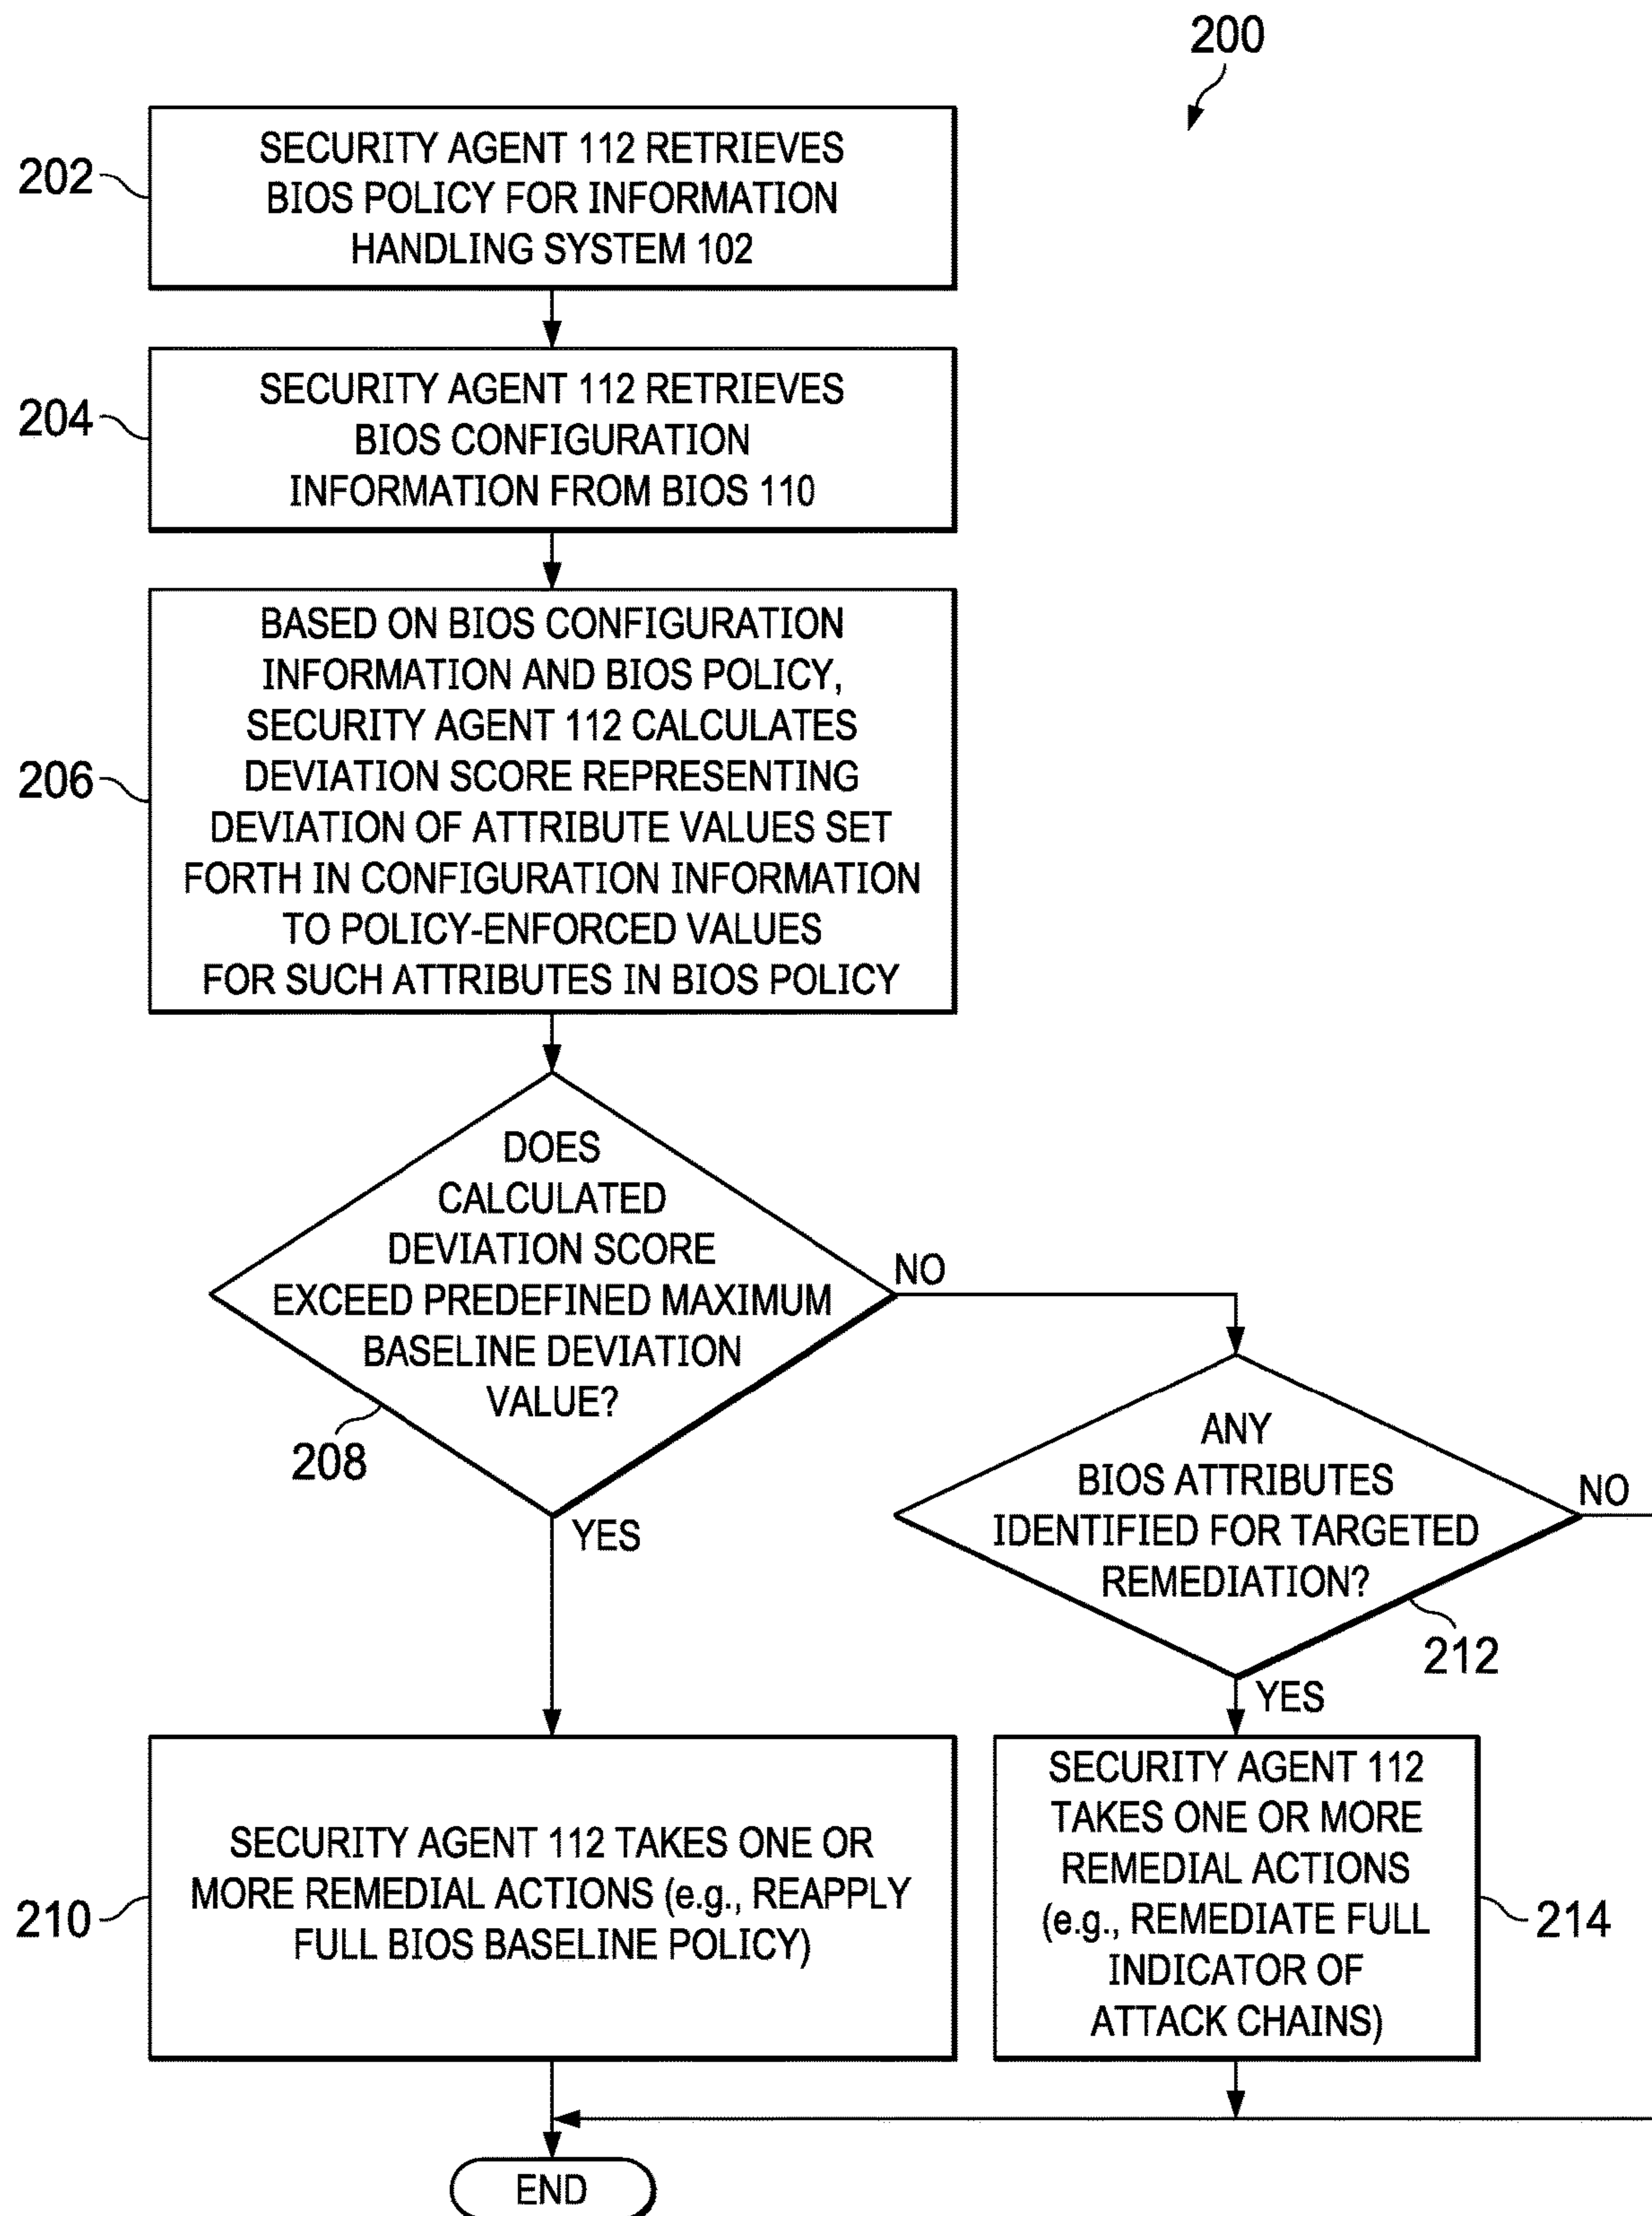 200
202
SECURITY AGENT 112 RETRIEVES
BIOS POLICY FOR INFORMATION
HANDLING SYSTEM 102
204
SECURITY AGENT 112 RETRIEVES
BIOS CONFIGURATION
INFORMATION FROM BIOS 110
206
BASED ON BIOS CONFIGURATION
INFORMATION AND BIOS POLICY,
SECURITY AGENT 112 CALCULATES
DEVIATION SCORE REPRESENTING
DEVIATION OF ATTRIBUTE VALUES SET
FORTH IN CONFIGURATION INFORMATION
TO POLICY-ENFORCED VALUES
FOR SUCH ATTRIBUTES IN BIOS POLICY
DOES
CALCULATED
DEVIATION SCORE
EXCEED PREDEFINED MAXIMUM
BASELINE DEVIATION
VALUE?
208
NO
YES
ANY
BIOS ATTRIBUTES
IDENTIFIED FOR TARGETED
REMEDIATION?
212
NO
YES
210
SECURITY AGENT 112 TAKES ONE OR
MORE REMEDIAL ACTIONS (e.g., REAPPLY
FULL BIOS BASELINE POLICY)
SECURITY AGENT 112
TAKES ONE OR MORE
REMEDIAL ACTIONS
(e.g., REMEDIATE FULL
INDICATOR OF
ATTACK CHAINS)
214
END